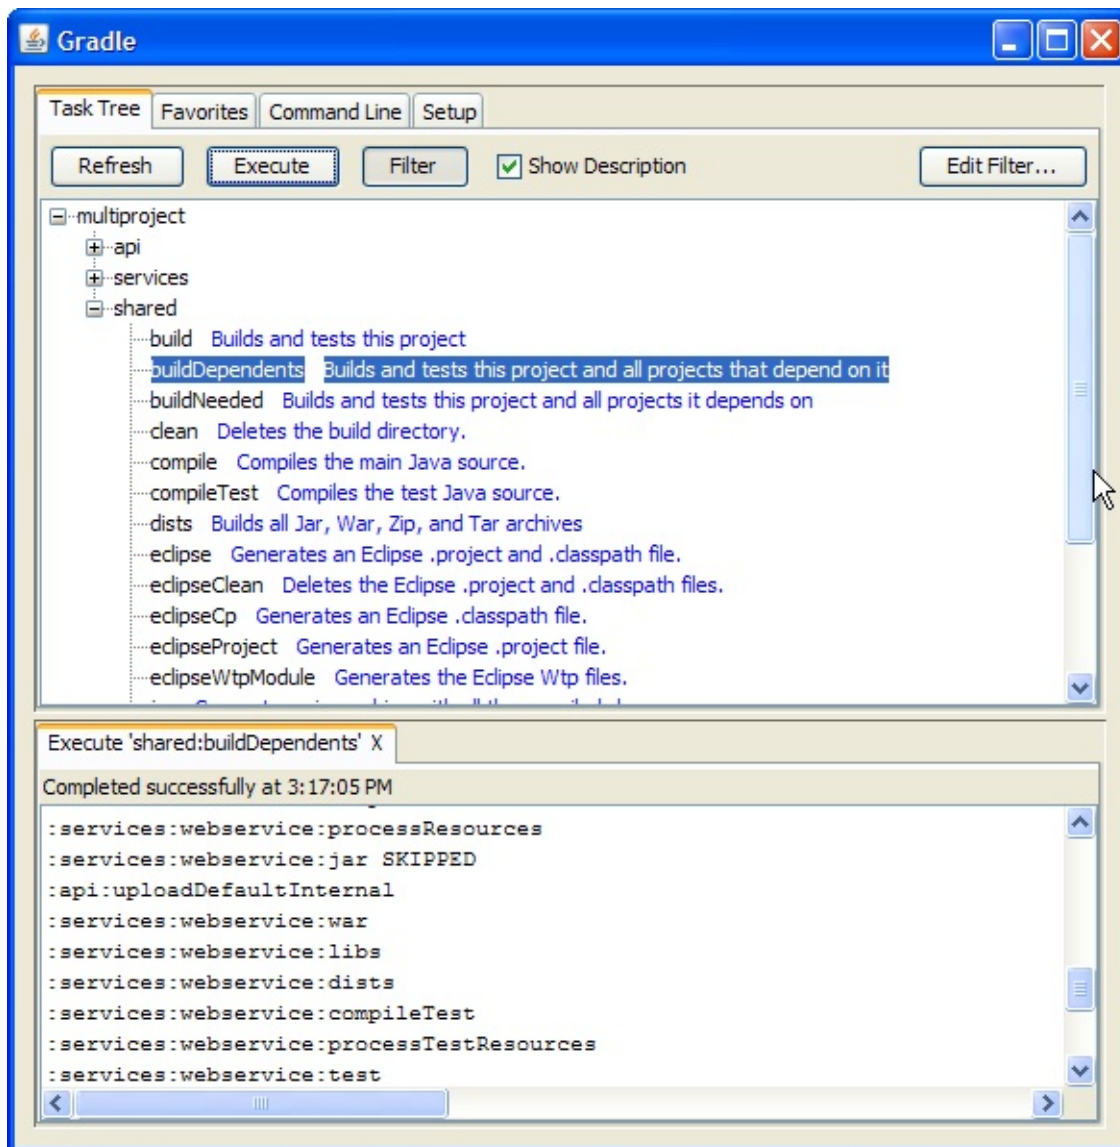 Gradle
Task Tree Favorites Command Line Setup
Refresh Execute Filter Show Description Edit Filter...
multiproject
api
services
shared
build Builds and tests this project
buildDependents Builds and tests this project and all projects that depend on it
buildNeeded Builds and tests this project and all projects it depends on
clean Deletes the build directory.
compile Compiles the main Java source.
compileTest Compiles the test Java source.
dists Builds all Jar, War, Zip, and Tar archives
eclipse Generates an Eclipse .project and .classpath file.
eclipseClean Deletes the Eclipse .project and .classpath files.
eclipseCp Generates an Eclipse .classpath file.
eclipseProject Generates an Eclipse .project file.
eclipseWtpModule Generates the Eclipse Wtp files.
Execute 'shared:buildDependents' X
Completed successfully at 3:17:05 PM
:services:webservice:processResources
:services:webservice:jar SKIPPED
:api:uploadDefaultInternal
:services:webservice:war
:services:webservice:libs
:services:webservice:dists
:services:webservice:compileTest
:services:webservice:processTestResources
:services:webservice:test